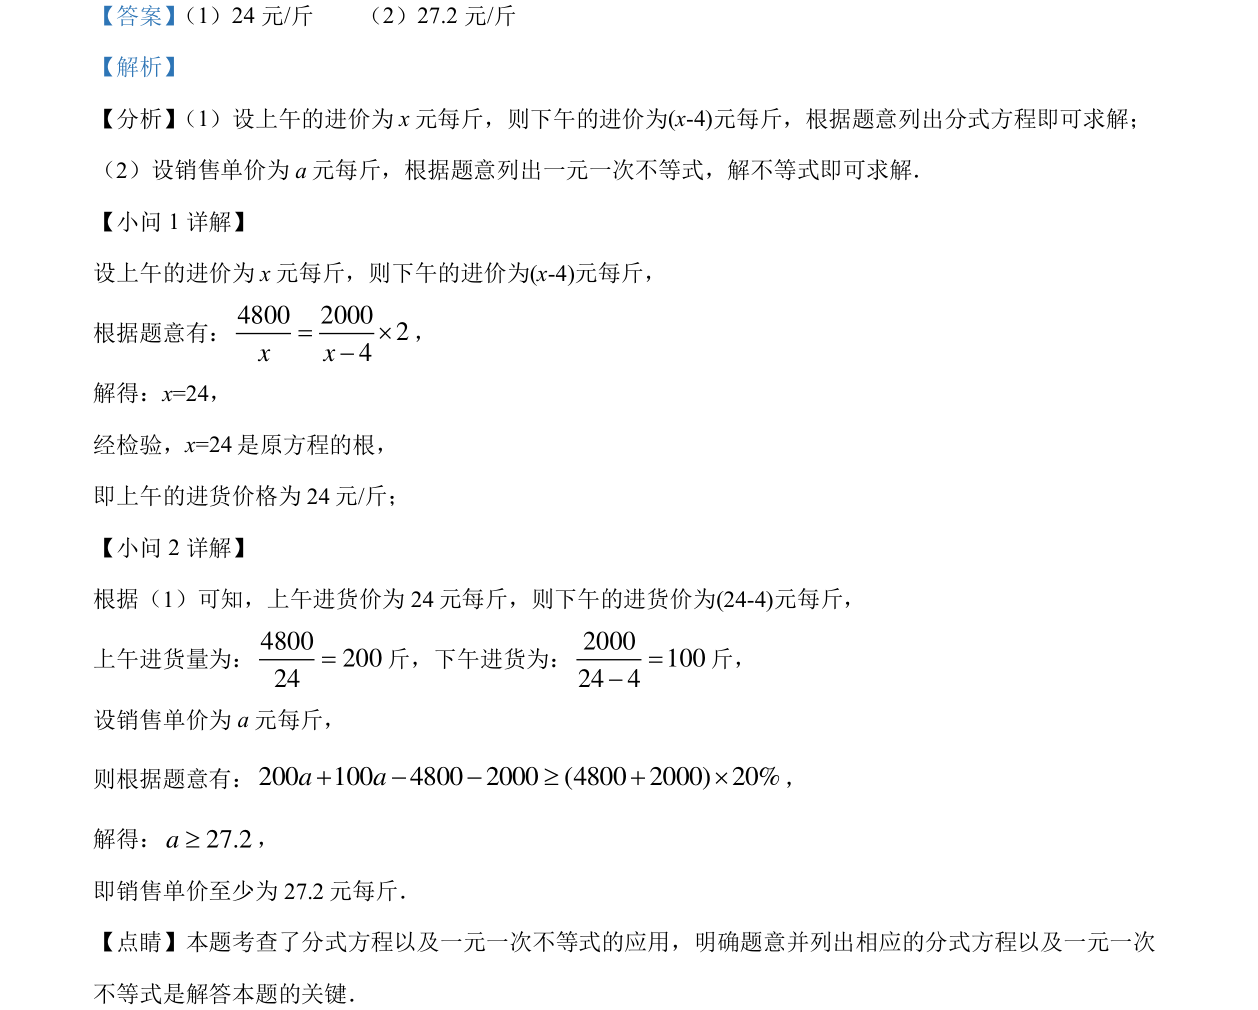 【答案】（1）24 元/斤 （2）27.2 元/斤
【解析】
【分析】（1）设上午的进价为 x 元每斤，则下午的进价为(x-4)元每斤，根据题意列出分式方程即可求解；
（2）设销售单价为 a 元每斤，根据题意列出一元一次不等式，解不等式即可求解．
【小问 1 详解】
设上午的进价为 x 元每斤，则下午的进价为(x-4)元每斤，
根据题意有：4800/x = 2000/(x−4) ×2，
解得：x=24，
经检验，x=24 是原方程的根，
即上午的进货价格为 24 元/斤；
【小问 2 详解】
根据（1）可知，上午进货价为 24 元每斤，则下午的进货价为(24-4)元每斤，
上午进货量为：4800/24 = 200 斤，下午进货为：2000/(24−4) =100 斤，
设销售单价为 a 元每斤，
则根据题意有：200a+100a−4800−2000≥(4800+2000)×20%，
解得：a≥27.2，
即销售单价至少为 27.2 元每斤．
【点睛】本题考查了分式方程以及一元一次不等式的应用，明确题意并列出相应的分式方程以及一元一次
不等式是解答本题的关键．